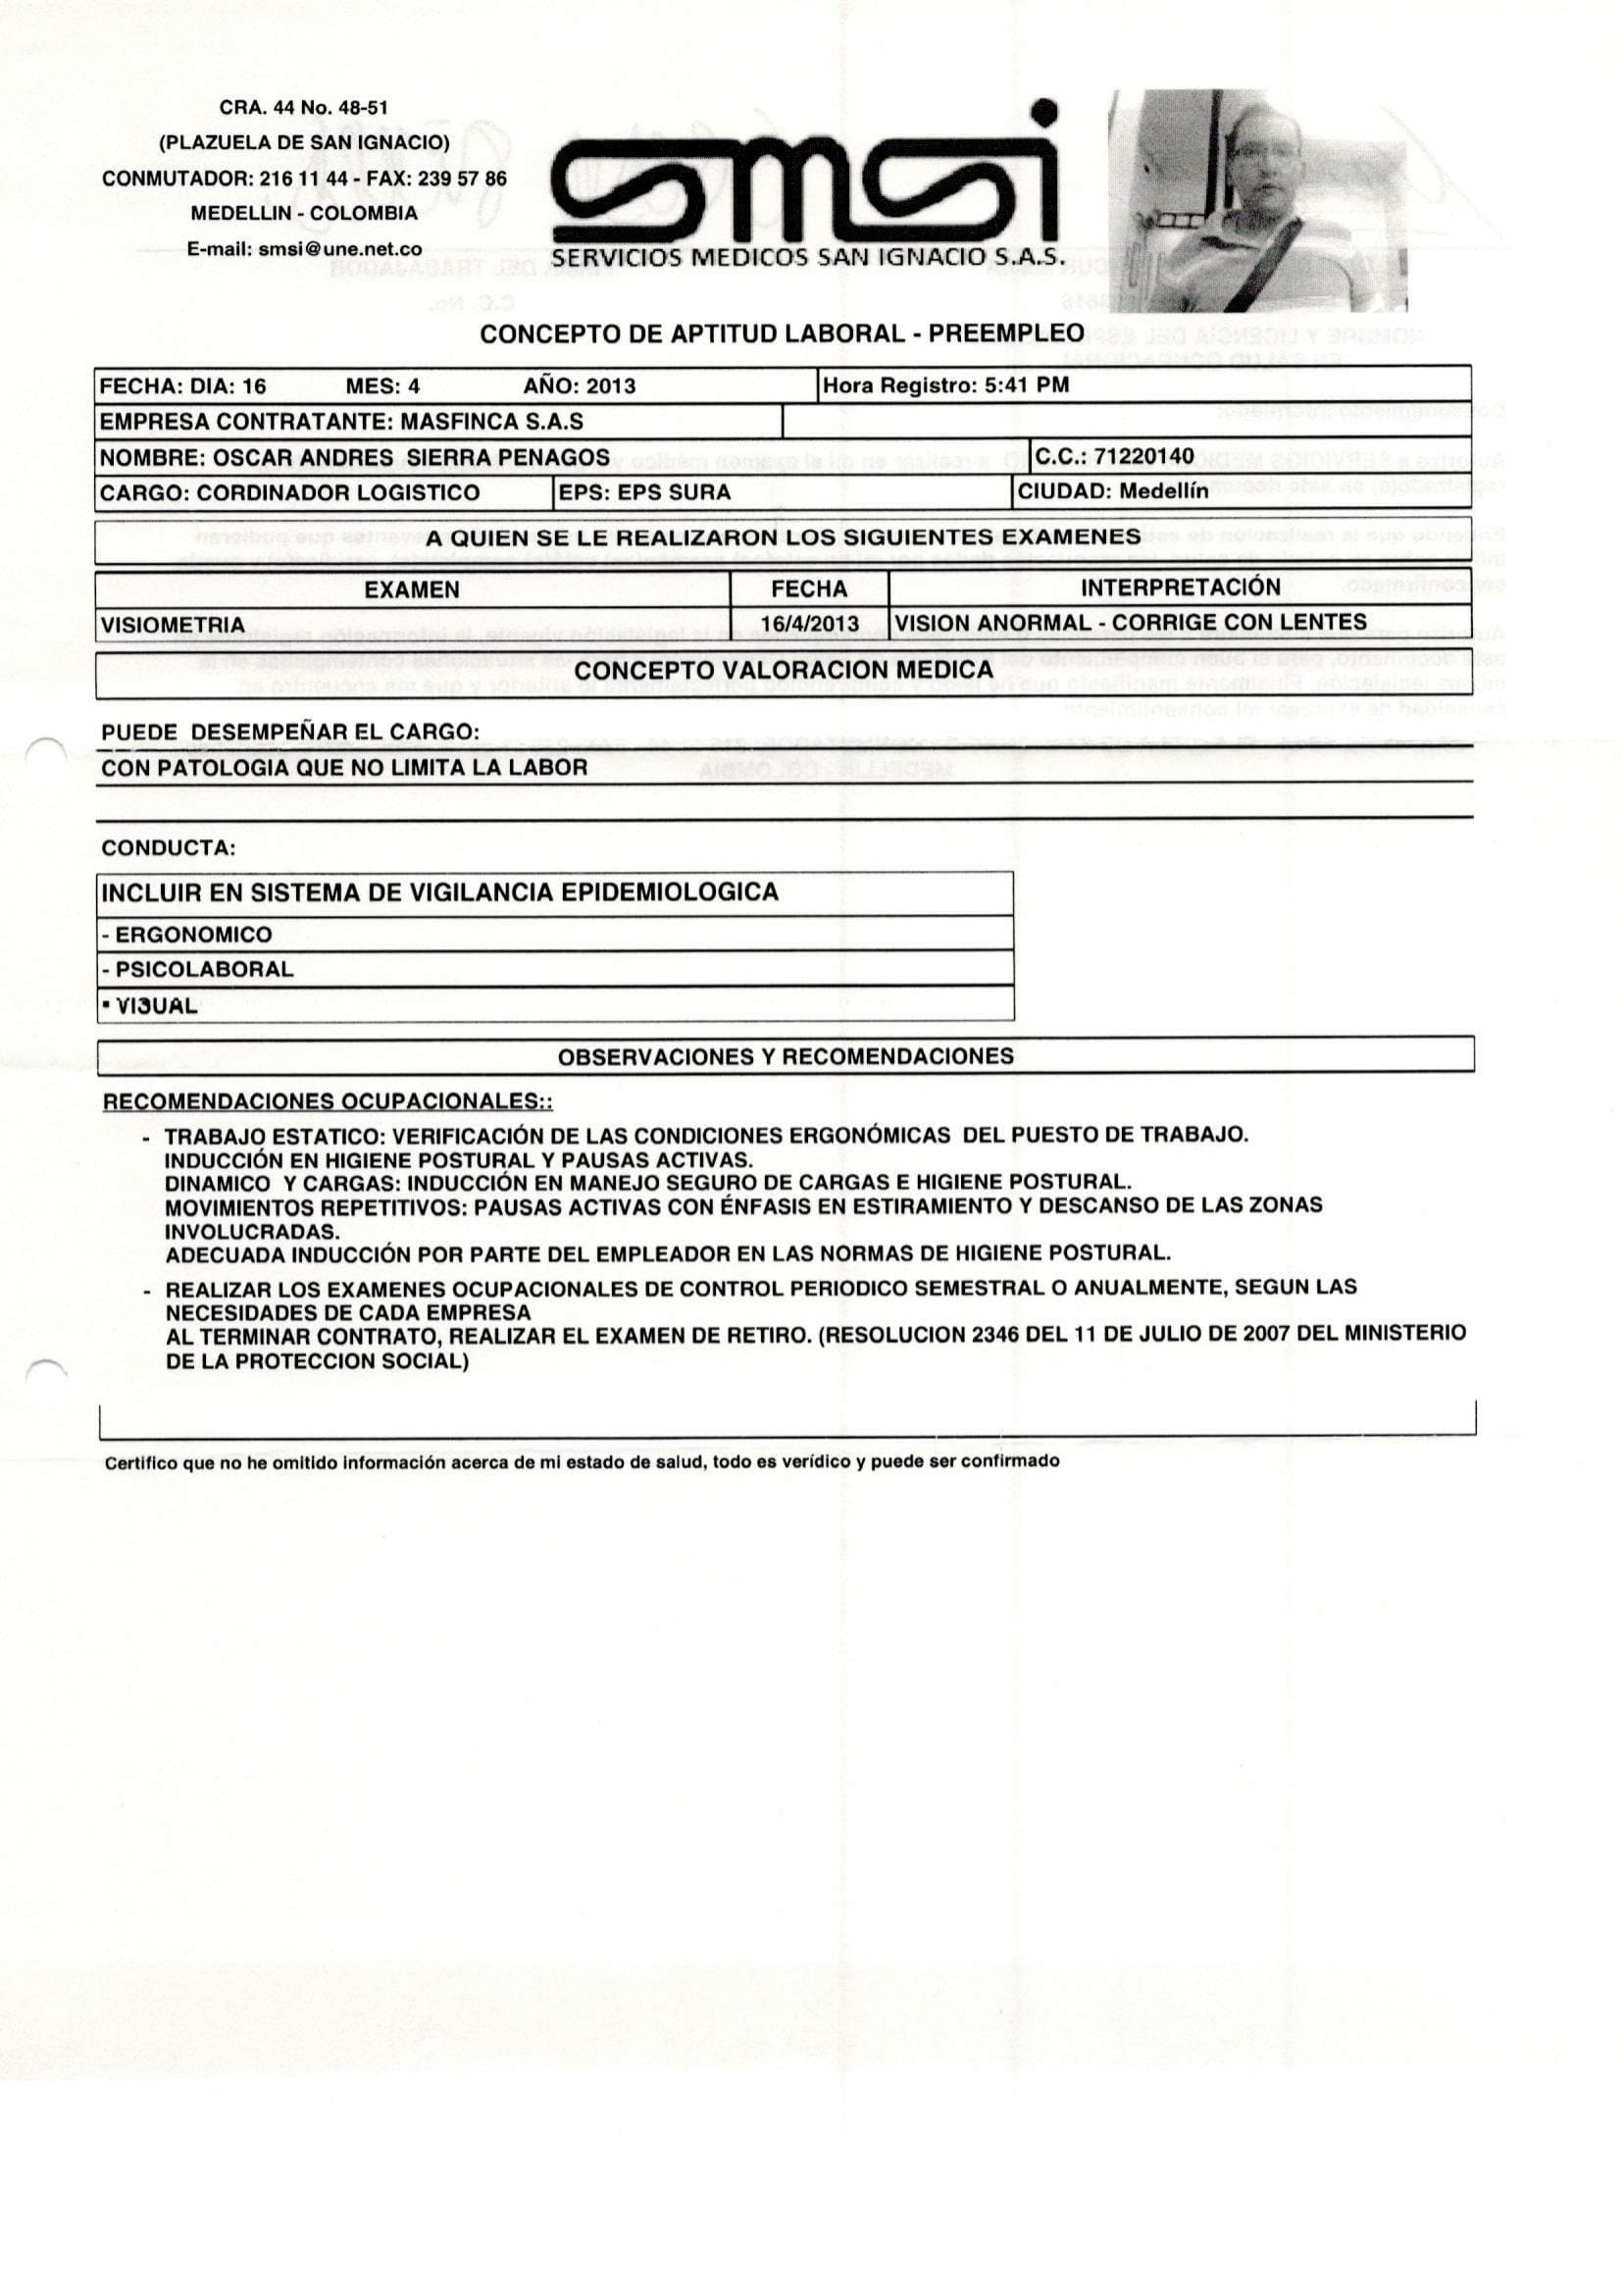 CRA. 44 No. 48-51
(PLAZUELA DE SAN IGNACIO)
CONMUTADOR: 216 11 44 - FAX: 239 57 86
MEDELLIN - COLOMBIA
E-mail: smsi@une.net.co
smsi
SERVICIOS MEDICOS SAN IGNACIO S.A.S.
CONCEPTO DE APTITUD LABORAL - PREEMPLEO
FECHA: DIA: 16 MES: 4 AÑO: 2013 Hora Registro: 5:41 PM
EMPRESA CONTRATANTE: MASFINCA S.A.S
NOMBRE: OSCAR ANDRES SIERRA PENAGOS C.C.: 71220140
CARGO: CORDINADOR LOGISTICO EPS: EPS SURA CIUDAD: Medellín
A QUIEN SE LE REALIZARON LOS SIGUIENTES EXAMENES
EXAMEN FECHA INTERPRETACIÓN
VISIOMETRIA 16/4/2013 VISION ANORMAL - CORRIGE CON LENTES
CONCEPTO VALORACION MEDICA
PUEDE DESEMPEÑAR EL CARGO:
CON PATOLOGIA QUE NO LIMITA LA LABOR
CONDUCTA:
INCLUIR EN SISTEMA DE VIGILANCIA EPIDEMIOLOGICA
- ERGONOMICO
- PSICOLABORAL
- VISUAL
OBSERVACIONES Y RECOMENDACIONES
RECOMENDACIONES OCUPACIONALES::
- TRABAJO ESTATICO: VERIFICACIÓN DE LAS CONDICIONES ERGONÓMICAS DEL PUESTO DE TRABAJO.
INDUCCIÓN EN HIGIENE POSTURAL Y PAUSAS ACTIVAS.
DINAMICO Y CARGAS: INDUCCIÓN EN MANEJO SEGURO DE CARGAS E HIGIENE POSTURAL.
MOVIMIENTOS REPETITIVOS: PAUSAS ACTIVAS CON ÉNFASIS EN ESTIRAMIENTO Y DESCANSO DE LAS ZONAS
INVOLUCRADAS.
ADECUADA INDUCCIÓN POR PARTE DEL EMPLEADOR EN LAS NORMAS DE HIGIENE POSTURAL.
- REALIZAR LOS EXAMENES OCUPACIONALES DE CONTROL PERIODICO SEMESTRAL O ANUALMENTE, SEGUN LAS
NECESIDADES DE CADA EMPRESA
AL TERMINAR CONTRATO, REALIZAR EL EXAMEN DE RETIRO. (RESOLUCION 2346 DEL 11 DE JULIO DE 2007 DEL MINISTERIO
DE LA PROTECCION SOCIAL)
Certifico que no he omitido información acerca de mi estado de salud, todo es verídico y puede ser confirmado